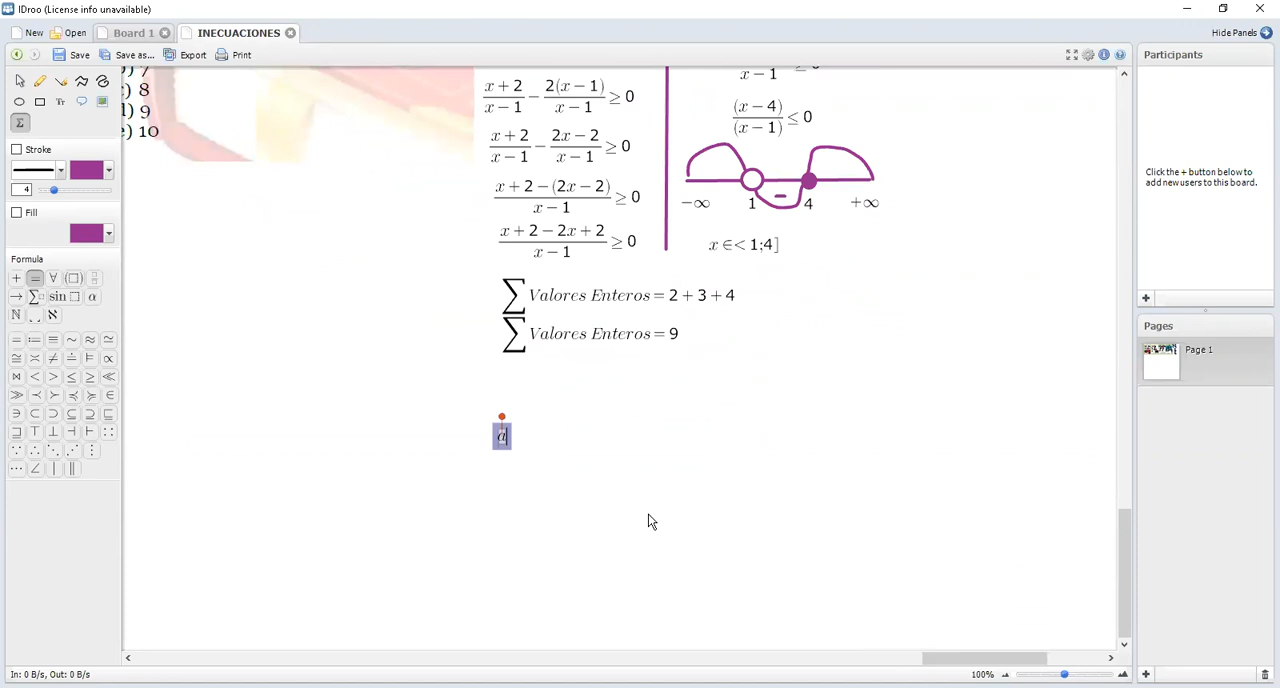 IDroo (License info unavailable)
New Open Board 1 INECUACIONES Hide Panels
Save Save as... Export Print
Participants
Click the + button below to
add new users to this board.
Pages
Page 1
Stroke
4
Fill
Formula
+ = ∀ (□)
→ ∑ sin α
ℕ ℵ
c) 8
d) 9
e) 10
(x+2)/(x−1) − 2(x−1)/(x−1) ≥ 0
(x+2)/(x−1) − (2x−2)/(x−1) ≥ 0
(x+2−(2x−2))/(x−1) ≥ 0
(x+2−2x+2)/(x−1) ≥ 0
x−1
(x−4)/(x−1) ≤ 0
−
−∞ 1 4 +∞
x ∈< 1;4]
∑ Valores Enteros = 2 + 3 + 4
∑ Valores Enteros = 9
a
In: 0 B/s, Out: 0 B/s
100%